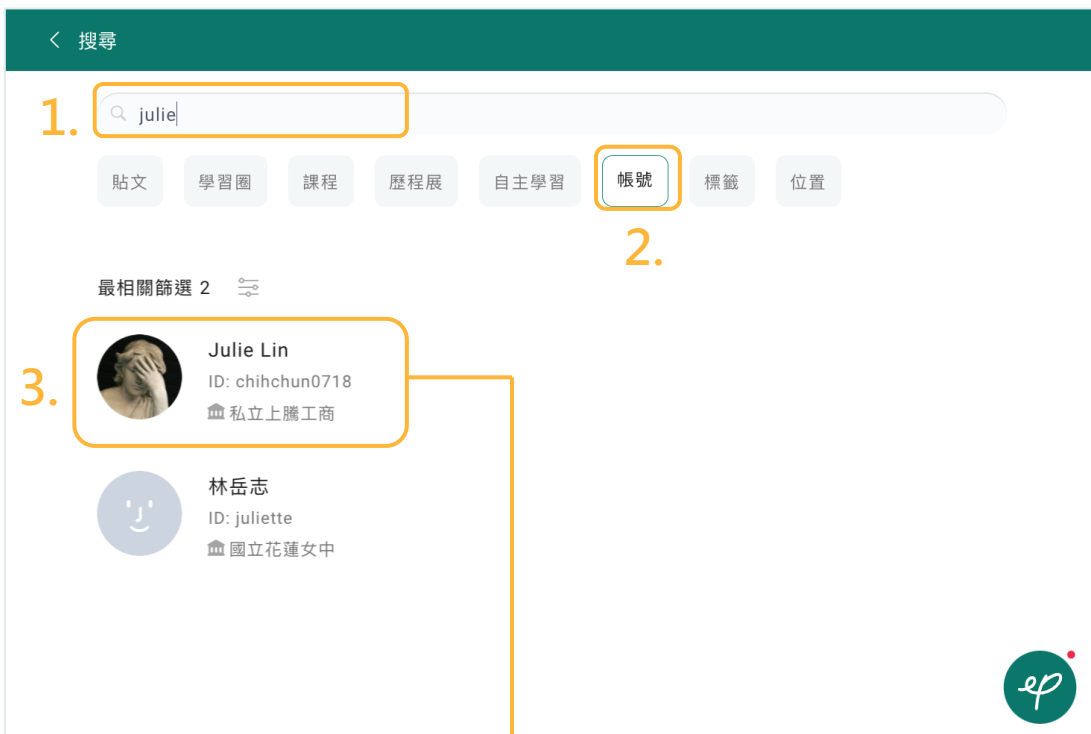 搜尋
1.
julie
貼文 學習圈 課程 歷程展 自主學習 帳號 標籤 位置
2.
最相關篩選 2
3.
Julie Lin
ID: chihchun0718
私立上騰工商
林岳志
ID: juliette
國立花蓮女中
ep